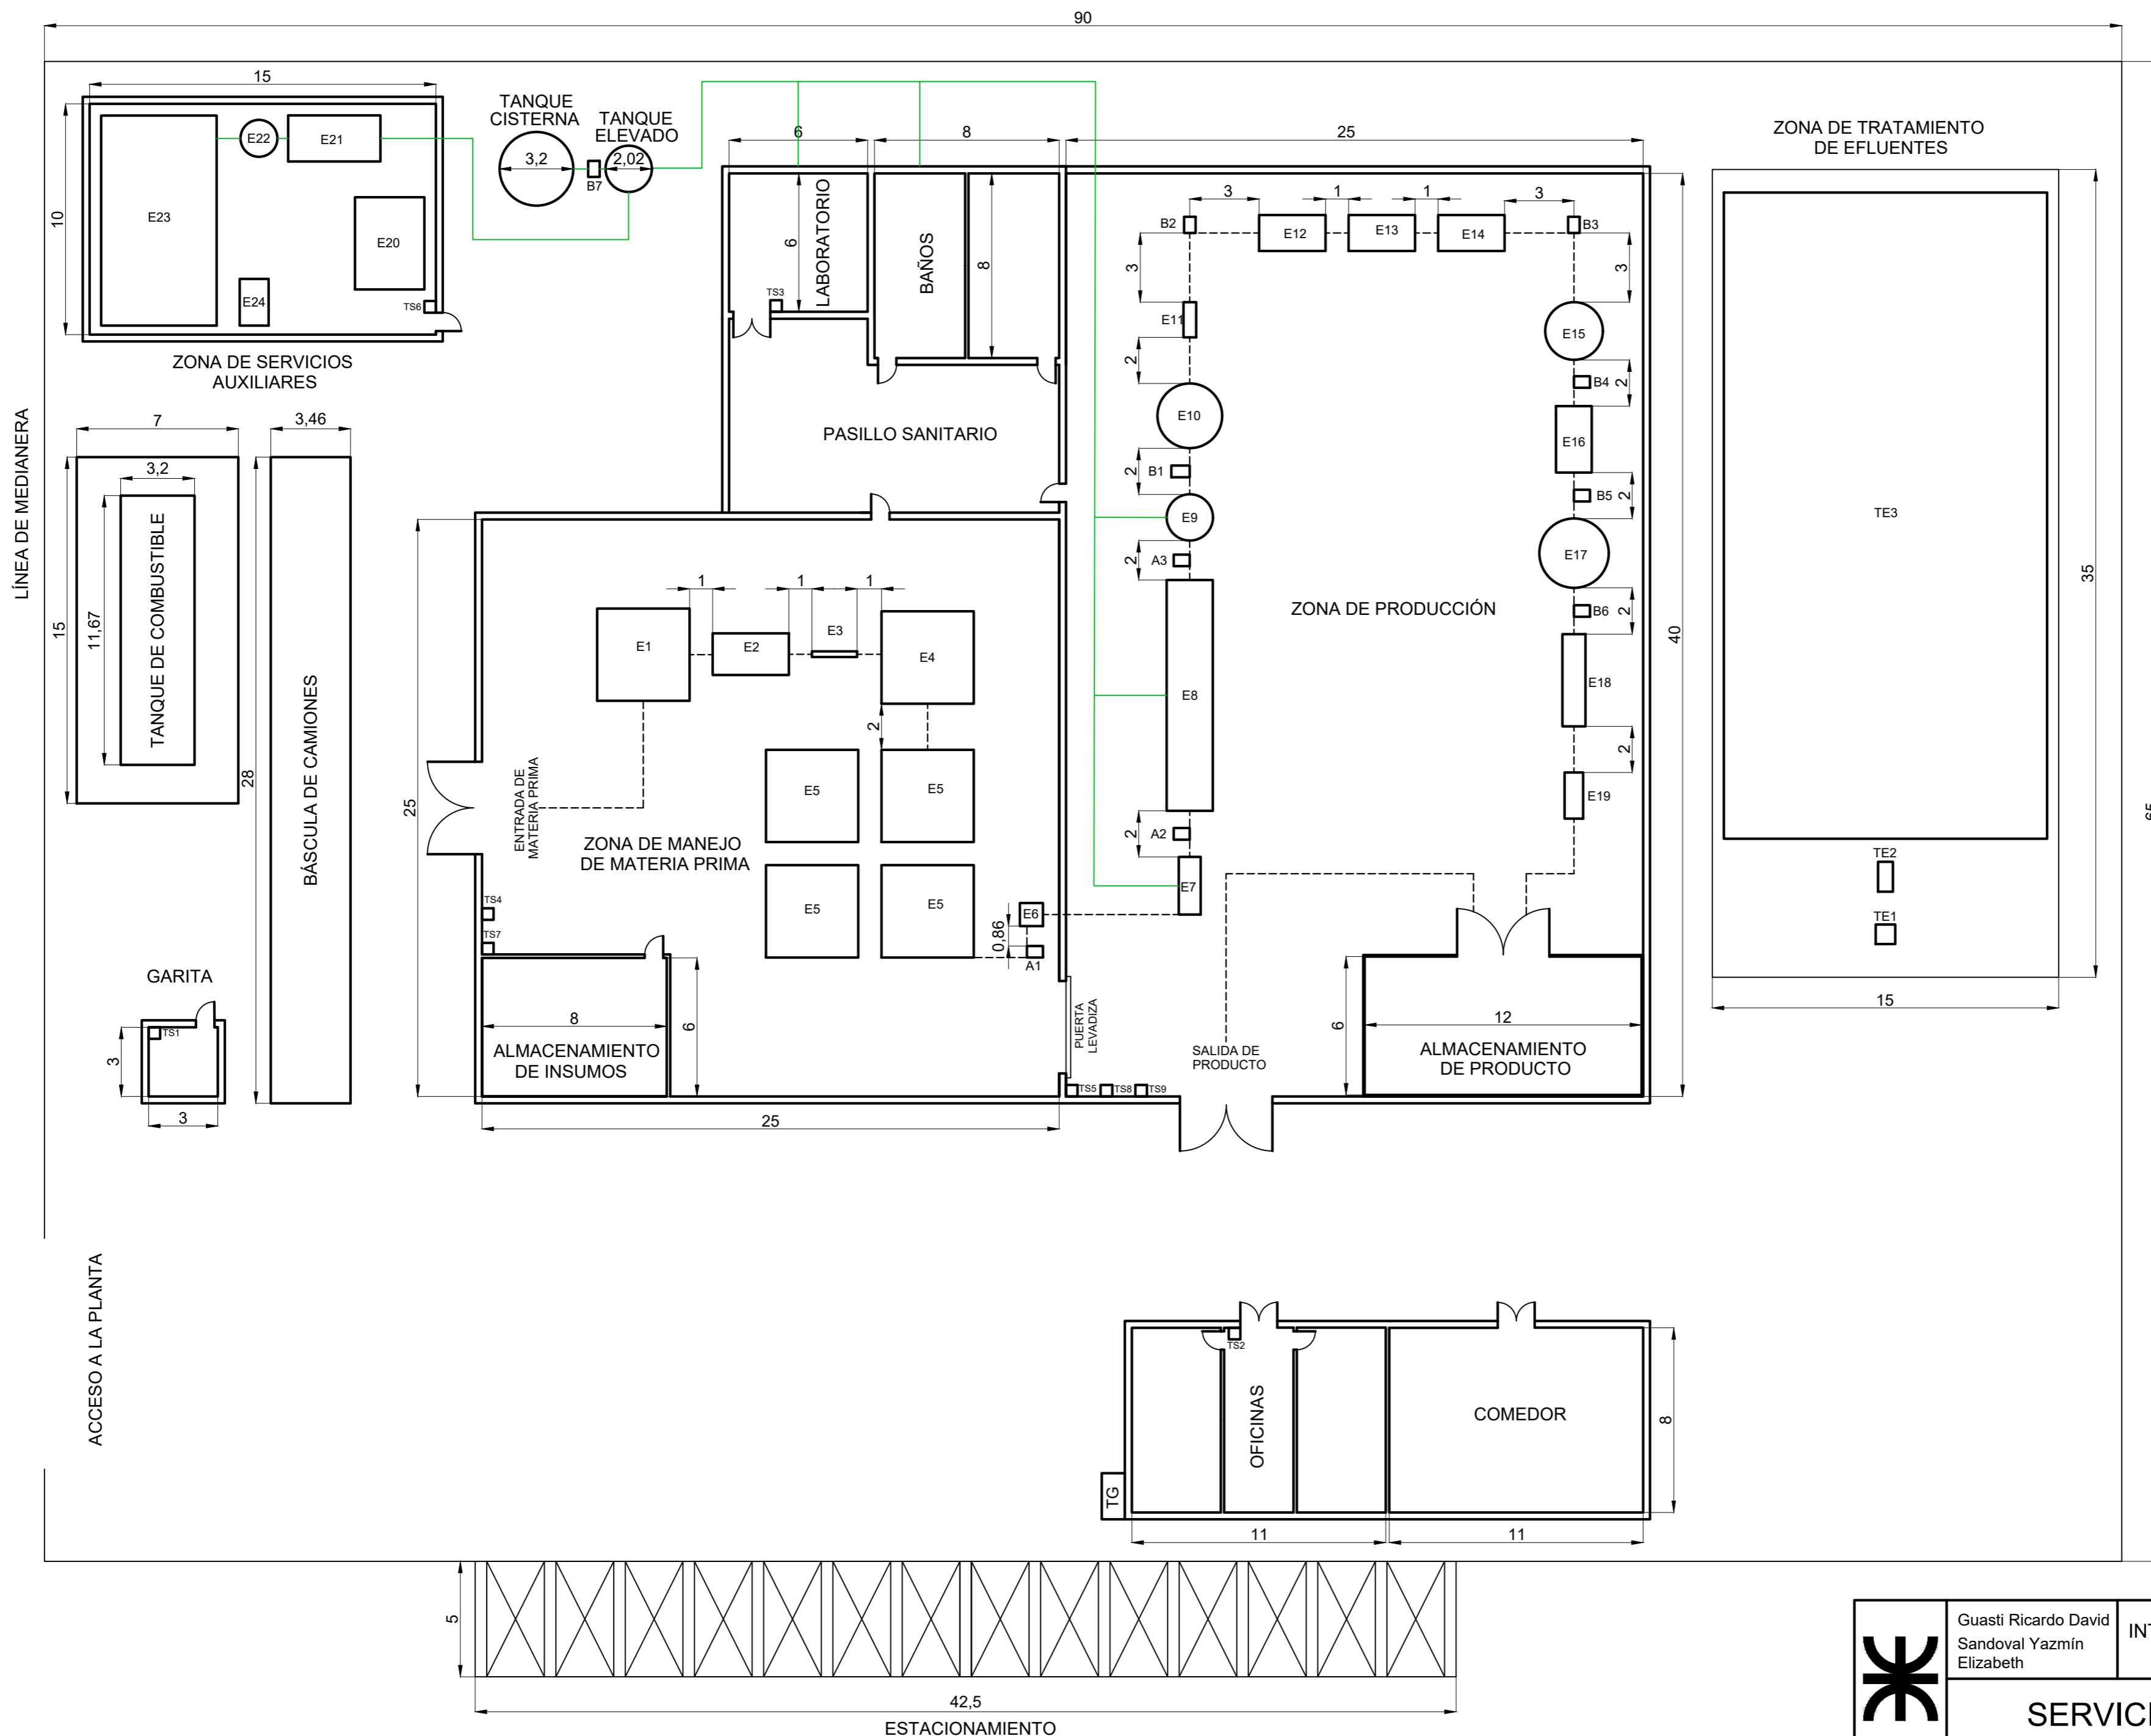 90
15
TANQUE
CISTERNA
TANQUE
ELEVADO
6
8
25
ZONA DE TRATAMIENTO
DE EFLUENTES
E22
E21
3,2
2,02
B7
10
E23
E20
E24
TS6
ZONA DE SERVICIOS
AUXILIARES
LABORATORIO
6
TS3
BAÑOS
8
B2
3
1
1
3
B3
E12
E13
E14
3
3
E11
E15
2
2
B4
E10
E16
2
B1
B5
2
E9
E17
2
A3
B6
2
PASILLO SANITARIO
ZONA DE PRODUCCIÓN
40
TE3
35
LÍNEA DE MEDIANERA
7
3,46
3,2
15
11,67
TANQUE DE COMBUSTIBLE
28
BÁSCULA DE CAMIONES
25
1
1
1
E1
E2
E3
E4
2
E5
E5
E5
E5
ENTRADA DE
MATERIA PRIMA
ZONA DE MANEJO
DE MATERIA PRIMA
E8
E18
2
E19
2
A2
E7
E6
0,86
A1
TS4
TS7
TE2
TE1
15
65
GARITA
TS1
3
3
8
6
ALMACENAMIENTO
DE INSUMOS
25
PUERTA
LEVADIZA
SALIDA DE
PRODUCTO
TS5
TS8
TS9
6
12
ALMACENAMIENTO
DE PRODUCTO
ACCESO A LA PLANTA
TS2
OFICINAS
COMEDOR
8
TG
11
11
5
42,5
ESTACIONAMIENTO
Guasti Ricardo David
Sandoval Yazmín
Elizabeth